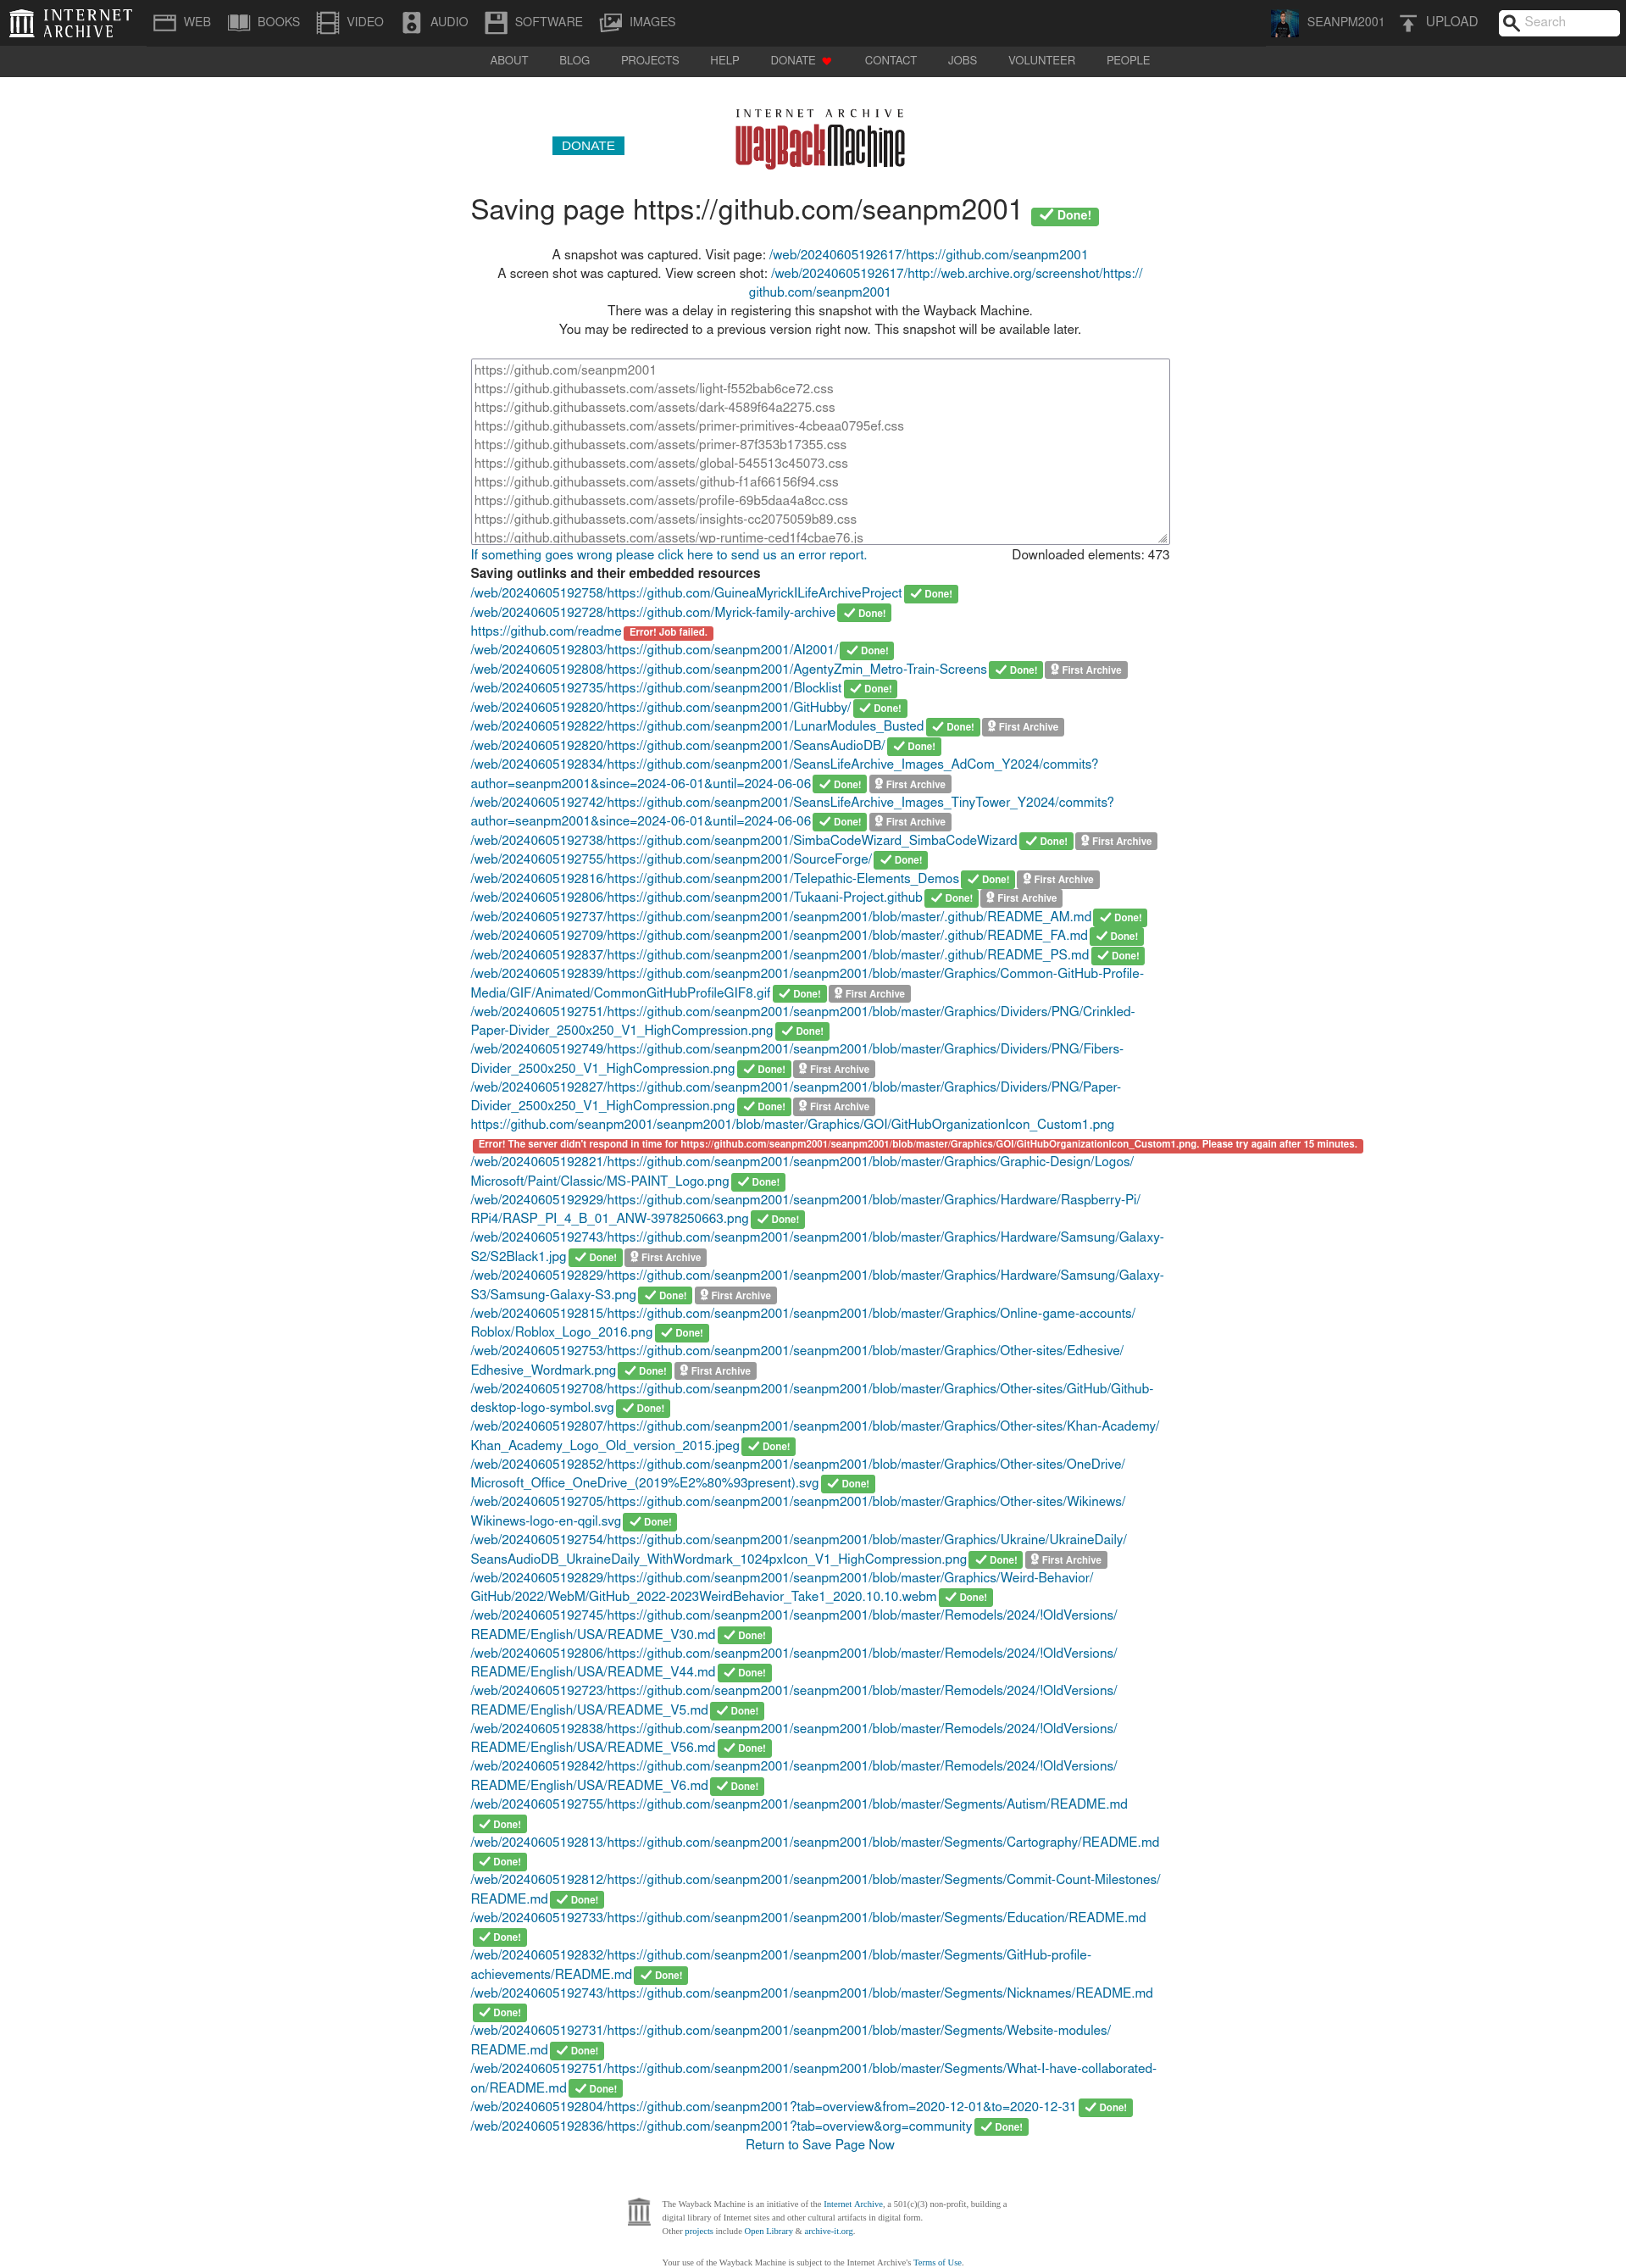 INTERNET ARCHIVE
WEB BOOKS VIDEO AUDIO SOFTWARE IMAGES SEANPM2001 UPLOAD Search
ABOUT BLOG PROJECTS HELP DONATE CONTACT JOBS VOLUNTEER PEOPLE
INTERNET ARCHIVE
WayBackMachine
DONATE
Saving page https://github.com/seanpm2001 Done!
A snapshot was captured. Visit page: /web/20240605192617/https://github.com/seanpm2001
A screen shot was captured. View screen shot: /web/20240605192617/http://web.archive.org/screenshot/https://
github.com/seanpm2001
There was a delay in registering this snapshot with the Wayback Machine.
You may be redirected to a previous version right now. This snapshot will be available later.
https://github.com/seanpm2001
https://github.githubassets.com/assets/light-f552bab6ce72.css
https://github.githubassets.com/assets/dark-4589f64a2275.css
https://github.githubassets.com/assets/primer-primitives-4cbeaa0795ef.css
https://github.githubassets.com/assets/primer-87f353b17355.css
https://github.githubassets.com/assets/global-545513c45073.css
https://github.githubassets.com/assets/github-f1af66156f94.css
https://github.githubassets.com/assets/profile-69b5daa4a8cc.css
https://github.githubassets.com/assets/insights-cc2075059b89.css
https://github.githubassets.com/assets/wp-runtime-ced1f4cbae76.js
If something goes wrong please click here to send us an error report. Downloaded elements: 473
Saving outlinks and their embedded resources
/web/20240605192758/https://github.com/GuineaMyrickILifeArchiveProject Done!
/web/20240605192728/https://github.com/Myrick-family-archive Done!
https://github.com/readme Error! Job failed.
/web/20240605192803/https://github.com/seanpm2001/AI2001/ Done!
/web/20240605192808/https://github.com/seanpm2001/AgentyZmin_Metro-Train-Screens Done! First Archive
/web/20240605192735/https://github.com/seanpm2001/Blocklist Done!
/web/20240605192820/https://github.com/seanpm2001/GitHubby/ Done!
/web/20240605192822/https://github.com/seanpm2001/LunarModules_Busted Done! First Archive
/web/20240605192820/https://github.com/seanpm2001/SeansAudioDB/ Done!
/web/20240605192834/https://github.com/seanpm2001/SeansLifeArchive_Images_AdCom_Y2024/commits?
author=seanpm2001&since=2024-06-01&until=2024-06-06 Done! First Archive
/web/20240605192742/https://github.com/seanpm2001/SeansLifeArchive_Images_TinyTower_Y2024/commits?
author=seanpm2001&since=2024-06-01&until=2024-06-06 Done! First Archive
/web/20240605192738/https://github.com/seanpm2001/SimbaCodeWizard_SimbaCodeWizard Done! First Archive
/web/20240605192755/https://github.com/seanpm2001/SourceForge/ Done!
/web/20240605192816/https://github.com/seanpm2001/Telepathic-Elements_Demos Done! First Archive
/web/20240605192806/https://github.com/seanpm2001/Tukaani-Project.github Done! First Archive
/web/20240605192737/https://github.com/seanpm2001/seanpm2001/blob/master/.github/README_AM.md Done!
/web/20240605192709/https://github.com/seanpm2001/seanpm2001/blob/master/.github/README_FA.md Done!
/web/20240605192837/https://github.com/seanpm2001/seanpm2001/blob/master/.github/README_PS.md Done!
/web/20240605192839/https://github.com/seanpm2001/seanpm2001/blob/master/Graphics/Common-GitHub-Profile-
Media/GIF/Animated/CommonGitHubProfileGIF8.gif Done! First Archive
/web/20240605192751/https://github.com/seanpm2001/seanpm2001/blob/master/Graphics/Dividers/PNG/Crinkled-
Paper-Divider_2500x250_V1_HighCompression.png Done!
/web/20240605192749/https://github.com/seanpm2001/seanpm2001/blob/master/Graphics/Dividers/PNG/Fibers-
Divider_2500x250_V1_HighCompression.png Done! First Archive
/web/20240605192827/https://github.com/seanpm2001/seanpm2001/blob/master/Graphics/Dividers/PNG/Paper-
Divider_2500x250_V1_HighCompression.png Done! First Archive
https://github.com/seanpm2001/seanpm2001/blob/master/Graphics/GOI/GitHubOrganizationIcon_Custom1.png
Error! The server didn't respond in time for https://github.com/seanpm2001/seanpm2001/blob/master/Graphics/GOI/GitHubOrganizationIcon_Custom1.png. Please try again after 15 minutes.
/web/20240605192821/https://github.com/seanpm2001/seanpm2001/blob/master/Graphics/Graphic-Design/Logos/
Microsoft/Paint/Classic/MS-PAINT_Logo.png Done!
/web/20240605192929/https://github.com/seanpm2001/seanpm2001/blob/master/Graphics/Hardware/Raspberry-Pi/
RPi4/RASP_PI_4_B_01_ANW-3978250663.png Done!
/web/20240605192743/https://github.com/seanpm2001/seanpm2001/blob/master/Graphics/Hardware/Samsung/Galaxy-
S2/S2Black1.jpg Done! First Archive
/web/20240605192829/https://github.com/seanpm2001/seanpm2001/blob/master/Graphics/Hardware/Samsung/Galaxy-
S3/Samsung-Galaxy-S3.png Done! First Archive
/web/20240605192815/https://github.com/seanpm2001/seanpm2001/blob/master/Graphics/Online-game-accounts/
Roblox/Roblox_Logo_2016.png Done!
/web/20240605192753/https://github.com/seanpm2001/seanpm2001/blob/master/Graphics/Other-sites/Edhesive/
Edhesive_Wordmark.png Done! First Archive
/web/20240605192708/https://github.com/seanpm2001/seanpm2001/blob/master/Graphics/Other-sites/GitHub/Github-
desktop-logo-symbol.svg Done!
/web/20240605192807/https://github.com/seanpm2001/seanpm2001/blob/master/Graphics/Other-sites/Khan-Academy/
Khan_Academy_Logo_Old_version_2015.jpeg Done!
/web/20240605192852/https://github.com/seanpm2001/seanpm2001/blob/master/Graphics/Other-sites/OneDrive/
Microsoft_Office_OneDrive_(2019%E2%80%93present).svg Done!
/web/20240605192705/https://github.com/seanpm2001/seanpm2001/blob/master/Graphics/Other-sites/Wikinews/
Wikinews-logo-en-qgil.svg Done!
/web/20240605192754/https://github.com/seanpm2001/seanpm2001/blob/master/Graphics/Ukraine/UkraineDaily/
SeansAudioDB_UkraineDaily_WithWordmark_1024pxIcon_V1_HighCompression.png Done! First Archive
/web/20240605192829/https://github.com/seanpm2001/seanpm2001/blob/master/Graphics/Weird-Behavior/
GitHub/2022/WebM/GitHub_2022-2023WeirdBehavior_Take1_2020.10.10.webm Done!
/web/20240605192745/https://github.com/seanpm2001/seanpm2001/blob/master/Remodels/2024/!OldVersions/
README/English/USA/README_V30.md Done!
/web/20240605192806/https://github.com/seanpm2001/seanpm2001/blob/master/Remodels/2024/!OldVersions/
README/English/USA/README_V44.md Done!
/web/20240605192723/https://github.com/seanpm2001/seanpm2001/blob/master/Remodels/2024/!OldVersions/
README/English/USA/README_V5.md Done!
/web/20240605192838/https://github.com/seanpm2001/seanpm2001/blob/master/Remodels/2024/!OldVersions/
README/English/USA/README_V56.md Done!
/web/20240605192842/https://github.com/seanpm2001/seanpm2001/blob/master/Remodels/2024/!OldVersions/
README/English/USA/README_V6.md Done!
/web/20240605192755/https://github.com/seanpm2001/seanpm2001/blob/master/Segments/Autism/README.md
Done!
/web/20240605192813/https://github.com/seanpm2001/seanpm2001/blob/master/Segments/Cartography/README.md
Done!
/web/20240605192812/https://github.com/seanpm2001/seanpm2001/blob/master/Segments/Commit-Count-Milestones/
README.md Done!
/web/20240605192733/https://github.com/seanpm2001/seanpm2001/blob/master/Segments/Education/README.md
Done!
/web/20240605192832/https://github.com/seanpm2001/seanpm2001/blob/master/Segments/GitHub-profile-
achievements/README.md Done!
/web/20240605192743/https://github.com/seanpm2001/seanpm2001/blob/master/Segments/Nicknames/README.md
Done!
/web/20240605192731/https://github.com/seanpm2001/seanpm2001/blob/master/Segments/Website-modules/
README.md Done!
/web/20240605192751/https://github.com/seanpm2001/seanpm2001/blob/master/Segments/What-I-have-collaborated-
on/README.md Done!
/web/20240605192804/https://github.com/seanpm2001?tab=overview&from=2020-12-01&to=2020-12-31 Done!
/web/20240605192836/https://github.com/seanpm2001?tab=overview&org=community Done!
Return to Save Page Now
The Wayback Machine is an initiative of the Internet Archive, a 501(c)(3) non-profit, building a
digital library of Internet sites and other cultural artifacts in digital form.
Other projects include Open Library & archive-it.org.
Your use of the Wayback Machine is subject to the Internet Archive's Terms of Use.